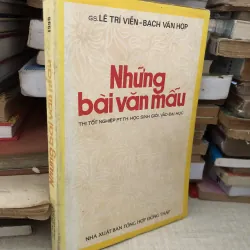 GS. LÊ TRÍ VIỄN - BẠCH VĂN HỢP
Những
bài văn mẫu
THI TỐT NGHIỆP PTTH - HỌC SINH GIỎI - VÀO ĐẠI HỌC
NHÀ XUẤT BẢN TỔNG HỢP ĐỒNG THÁP